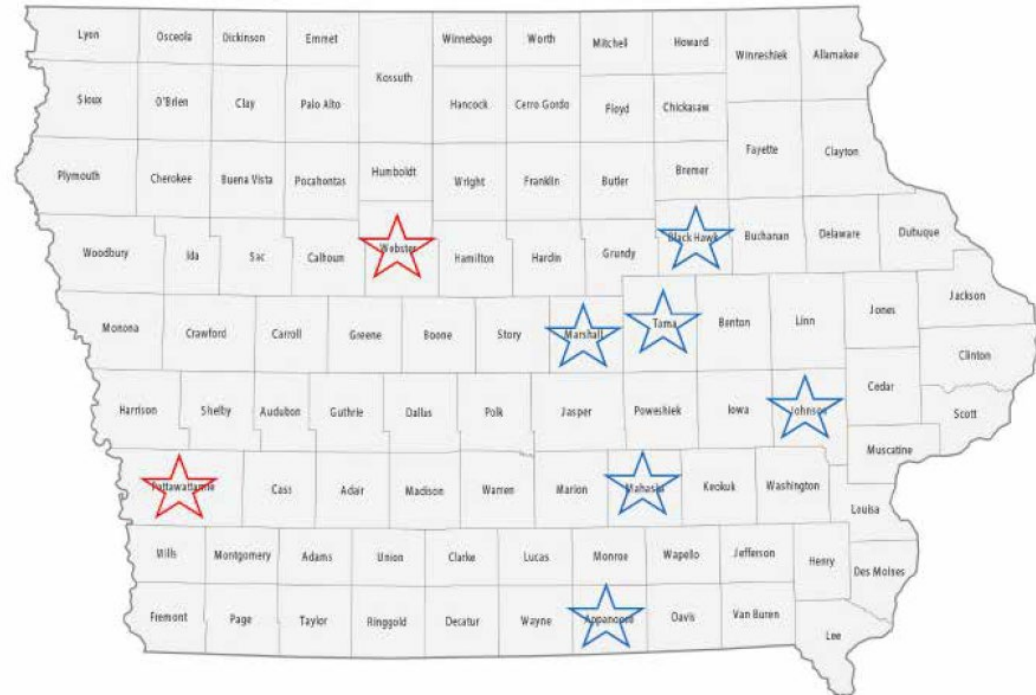 Lyon Osceola Dickinson Emmet Winnebago Worth Mitchell Howard
Winneshiek Allamakee
Kossuth
Sioux O'Brien Clay Palo Alto Hancock Cerro Gordo Floyd Chickasaw
Plymouth Cherokee Buena Vista Pocahontas Humboldt Wright Franklin Butler Bremer Fayette Clayton
Woodbury Ida Sac Calhoun Webster Hamilton Hardin Grundy Black Hawk Buchanan Delaware Dubuque
Monona Crawford Carroll Greene Boone Story Marshall Tama Benton Linn Jones Jackson
Clinton
Harrison Shelby Audubon Guthrie Dallas Polk Jasper Poweshiek Iowa Johnson Cedar Scott
Muscatine
Pottawattamie Cass Adair Madison Warren Marion Mahaska Keokuk Washington Louisa
Mills Montgomery Adams Union Clarke Lucas Monroe Wapello Jefferson Henry Des Moines
Fremont Page Taylor Ringgold Decatur Wayne Appanoose Davis Van Buren Lee